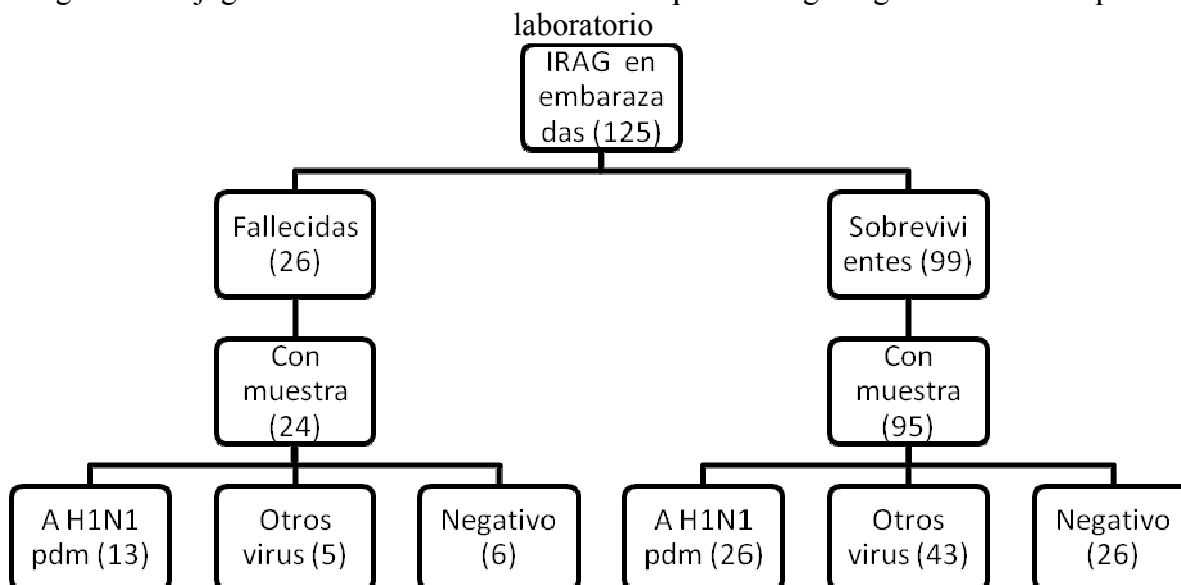 laboratorio
IRAG en
embaraza
das (125)
Fallecidas
(26)
Sobrevivi
entes (99)
Con
muestra
(24)
Con
muestra
(95)
A H1N1
pdm (13)
Otros
virus (5)
Negativo
(6)
A H1N1
pdm (26)
Otros
virus (43)
Negativo
(26)